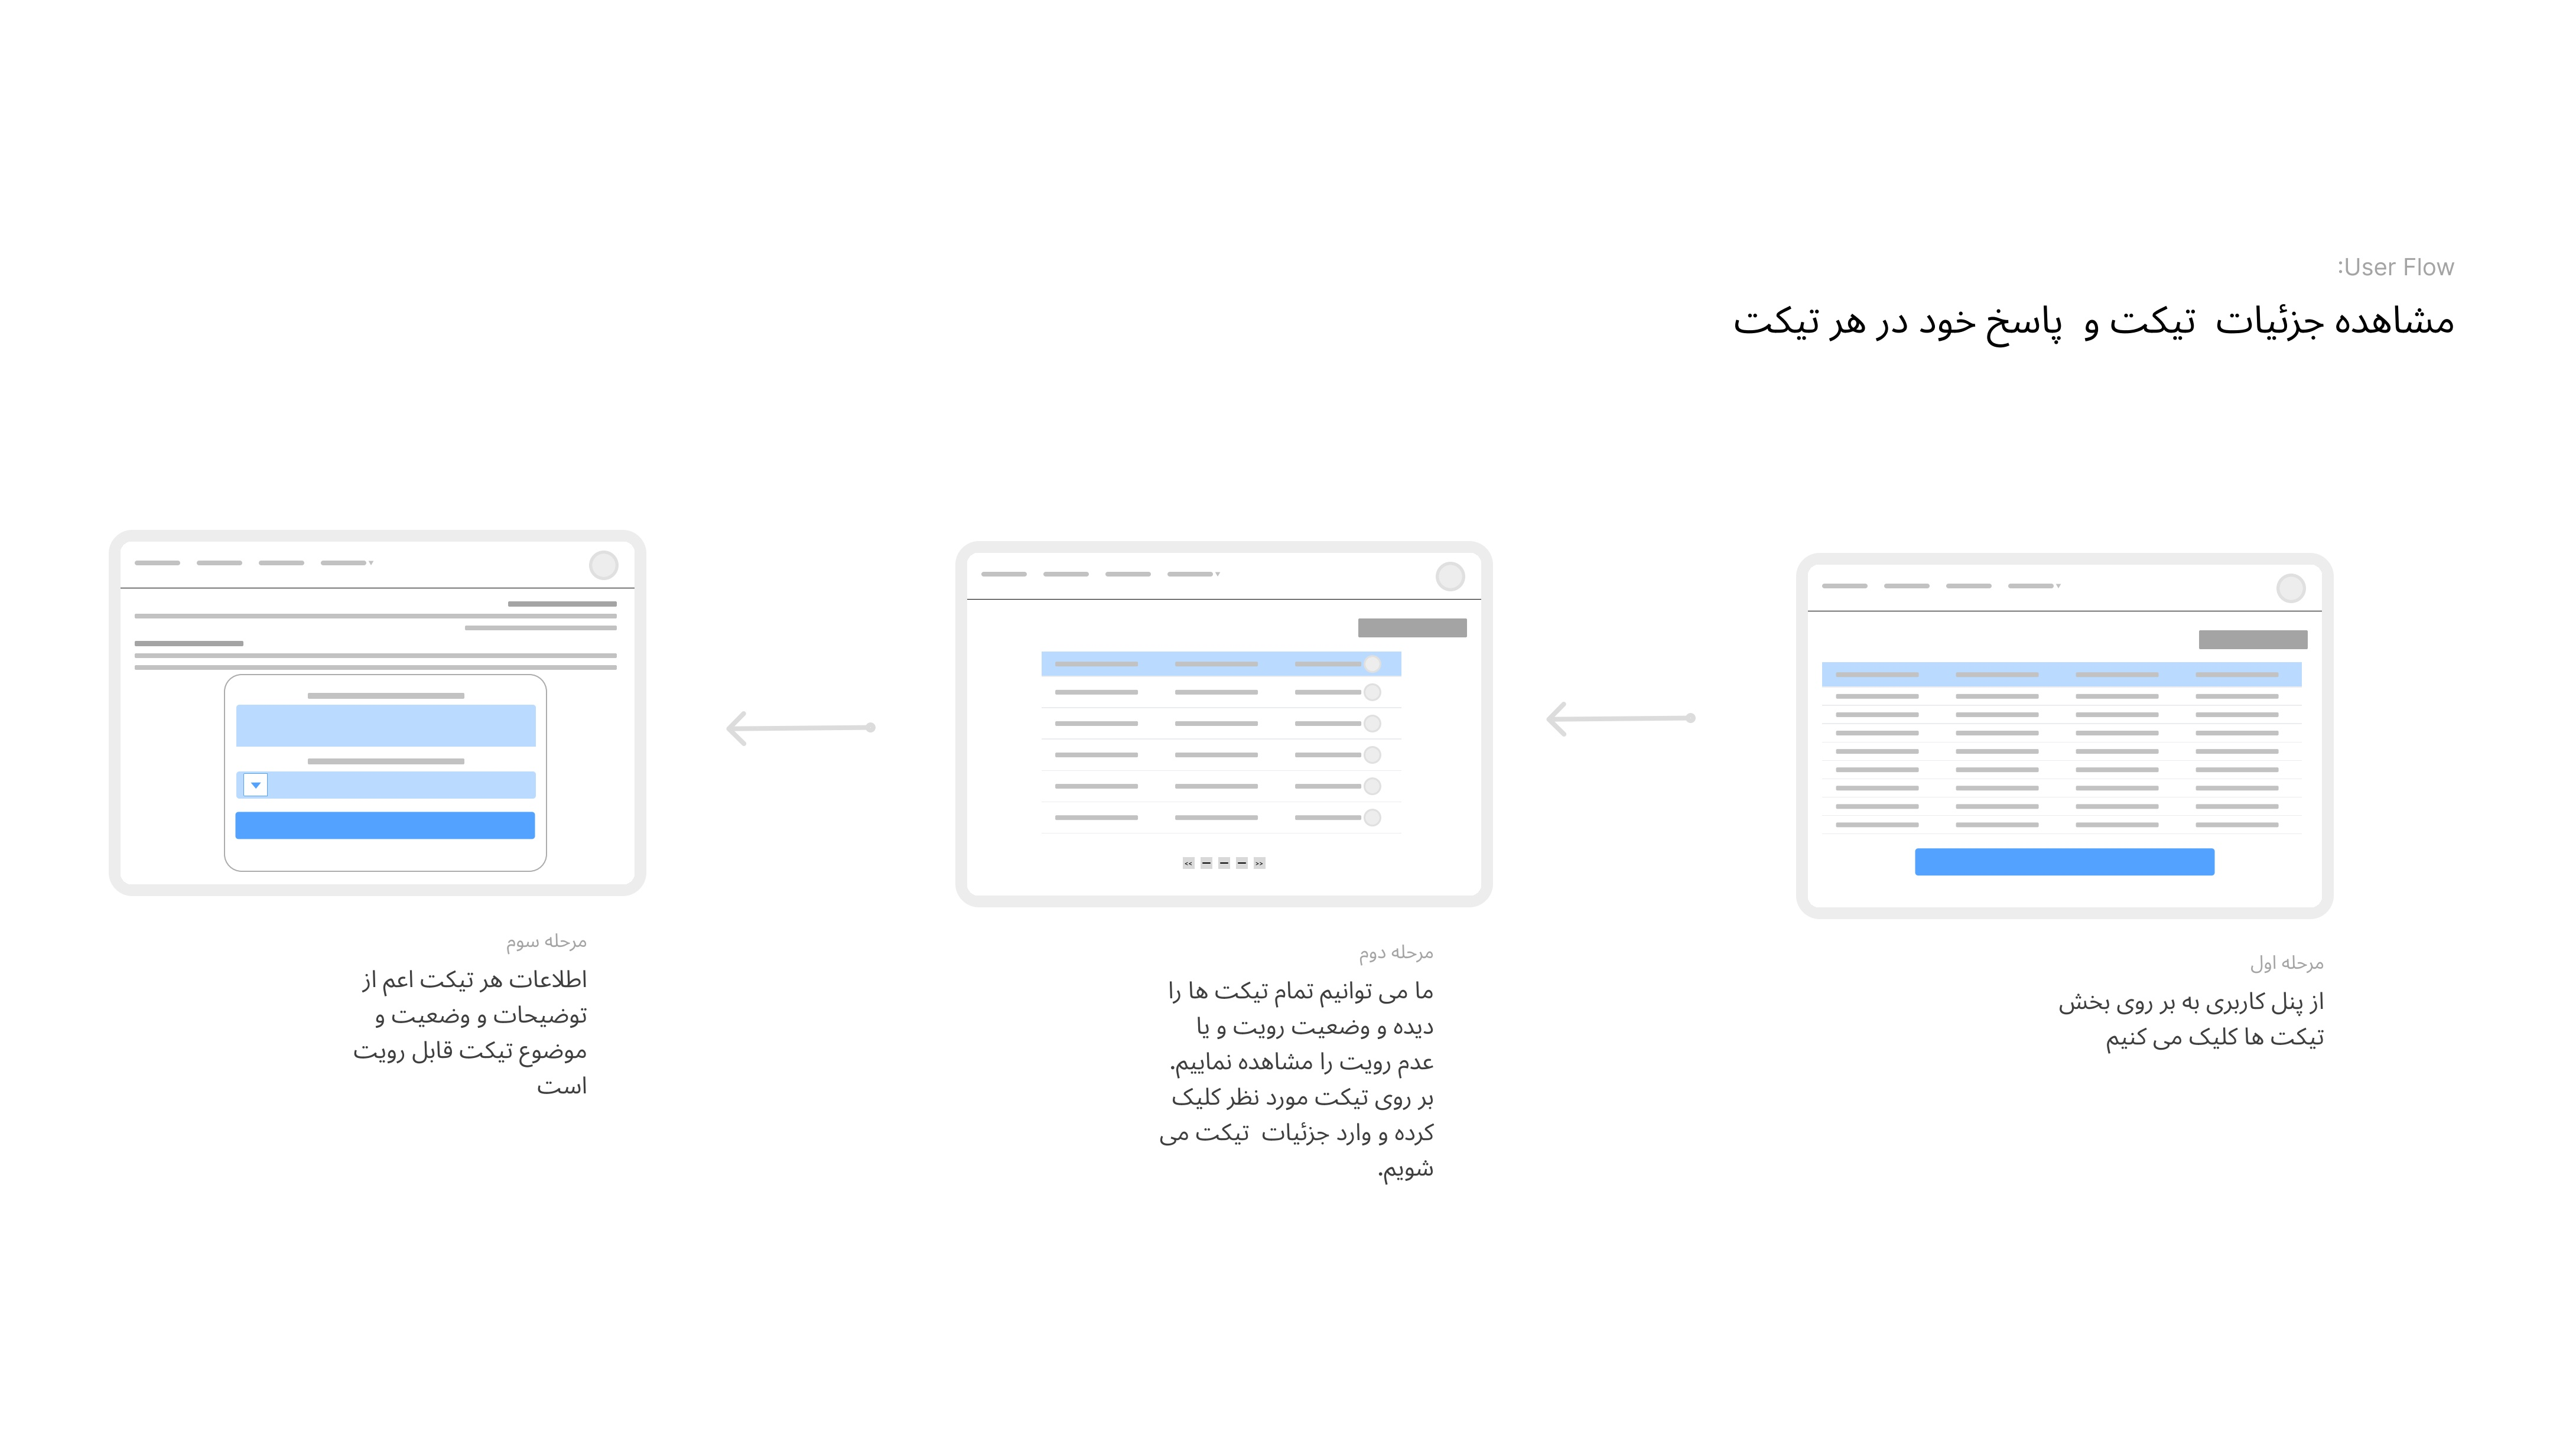 User Flow:
مشاهده جزئیات تیکت و پاسخ خود در هر تیکت
مرحله اول
از پنل کاربری به بر روی بخش
تیکت ها کلیک می کنیم
مرحله دوم
ما می توانیم تمام تیکت ها را
دیده و وضعیت رویت و یا
عدم رویت را مشاهده نماییم.
بر روی تیکت مورد نظر کلیک
کرده و وارد جزئیات تیکت می
شویم.
<< >>
مرحله سوم
اطلاعات هر تیکت اعم از
توضیحات و وضعیت و
موضوع تیکت قابل رویت
است